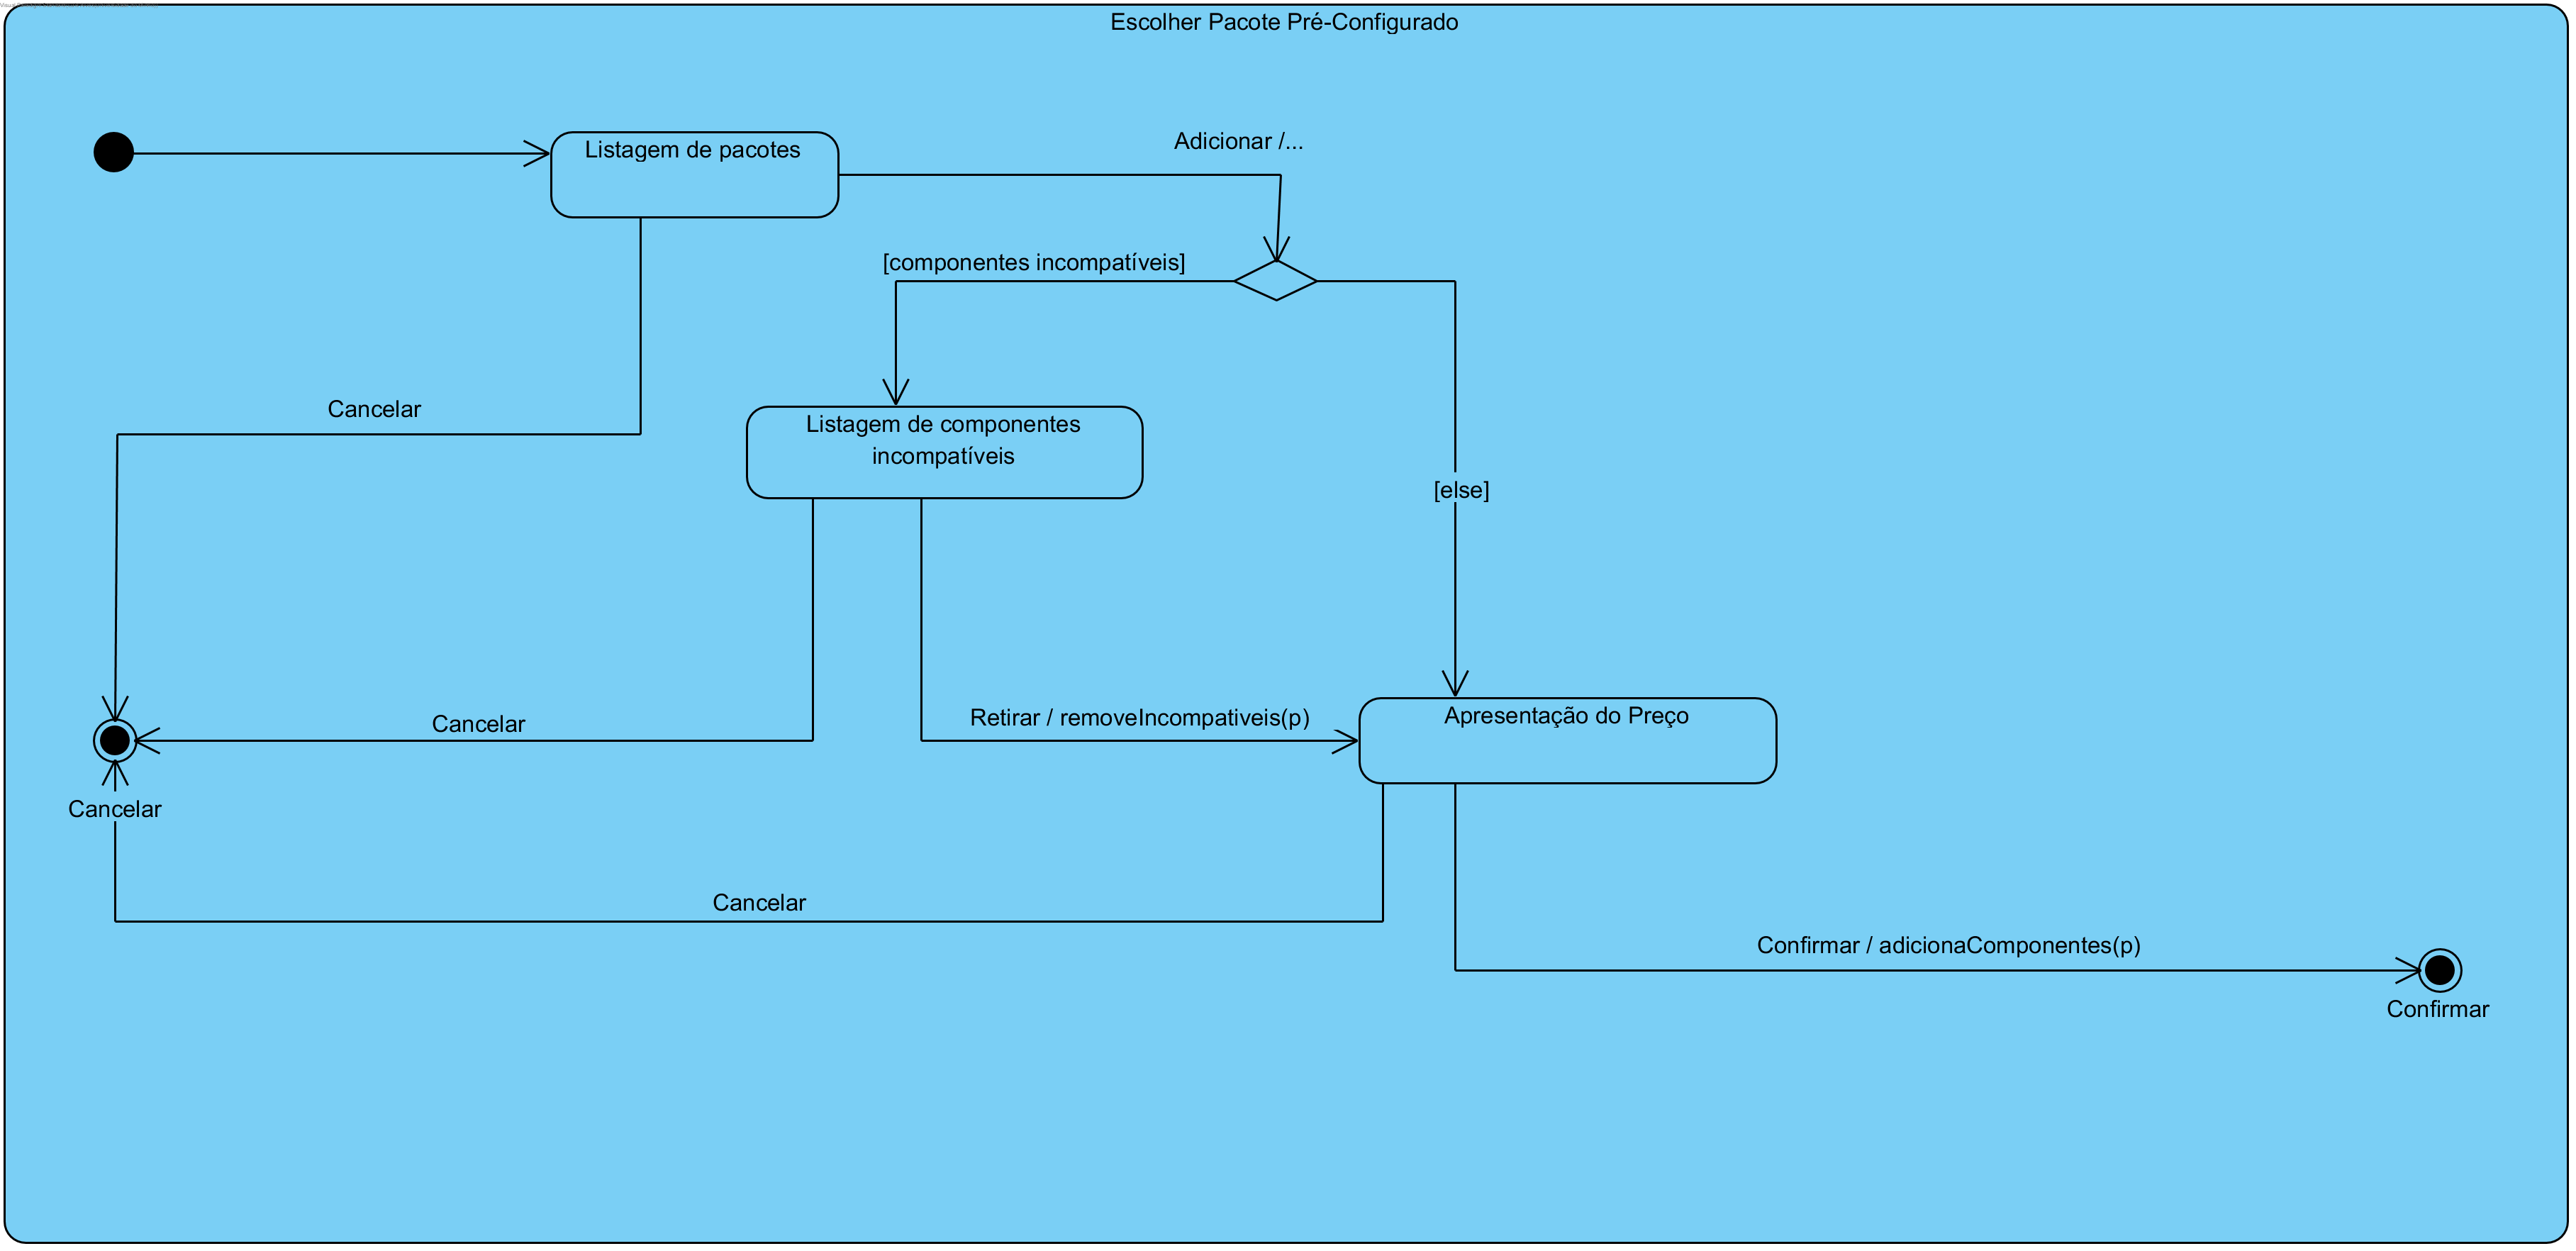 Escolher Pacote Pré-Configurado
Listagem de pacotes
Adicionar /...
[componentes incompatíveis]
Cancelar
Listagem de componentes
incompatíveis
[else]
Cancelar
Retirar / removeIncompativeis(p)
Apresentação do Preço
Cancelar
Cancelar
Confirmar / adicionaComponentes(p)
Confirmar